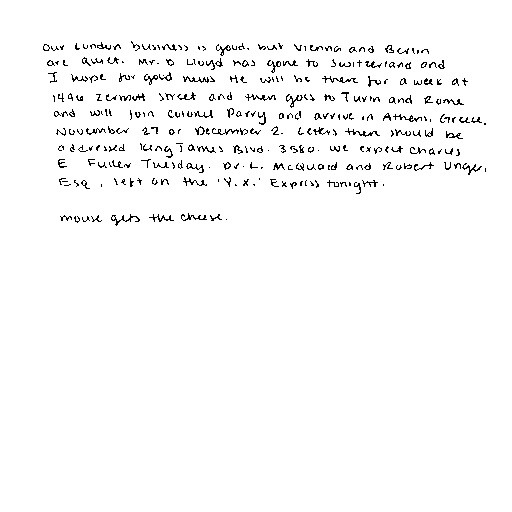 Our London business is good, but Vienna and Berlin
are quiet. Mr. D Lloyd has gone to Switzerland and
I hope for good news He will be there for a week at
1496 Zermott Street and then goes to Turin and Rome
and will join Colonel Parry and arrive in Athens, Greece,
November 27 or December 2. Letters then should be
addressed King James Blvd. 3580. We expect Charles
E Fuller Tuesday. Dr. L. McQuaid and Robert Unger,
Esq., left on the 'Y.X.' Express tonight.
mouse gets the cheese.